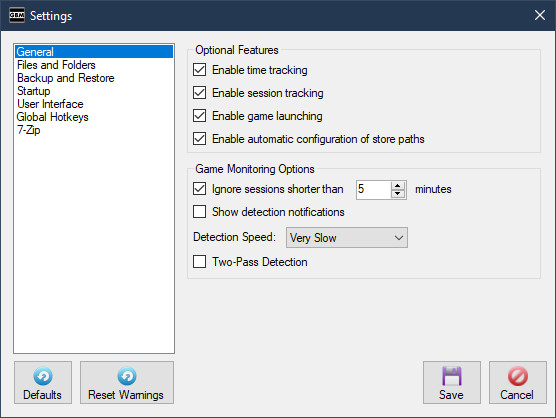 GBM Settings
General
Files and Folders
Backup and Restore
Startup
User Interface
Global Hotkeys
7-Zip
Optional Features
Enable time tracking
Enable session tracking
Enable game launching
Enable automatic configuration of store paths
Game Monitoring Options
Ignore sessions shorter than 5 minutes
Show detection notifications
Detection Speed: Very Slow
Two-Pass Detection
Defaults Reset Warnings Save Cancel